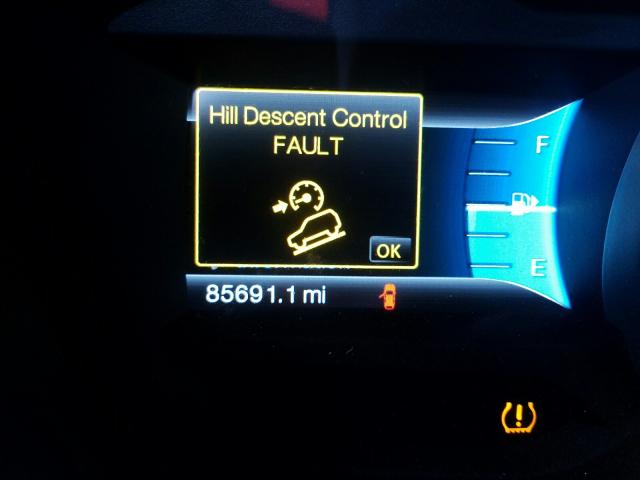 Hill Descent Control
FAULT
F
OK
E
85691.1 mi